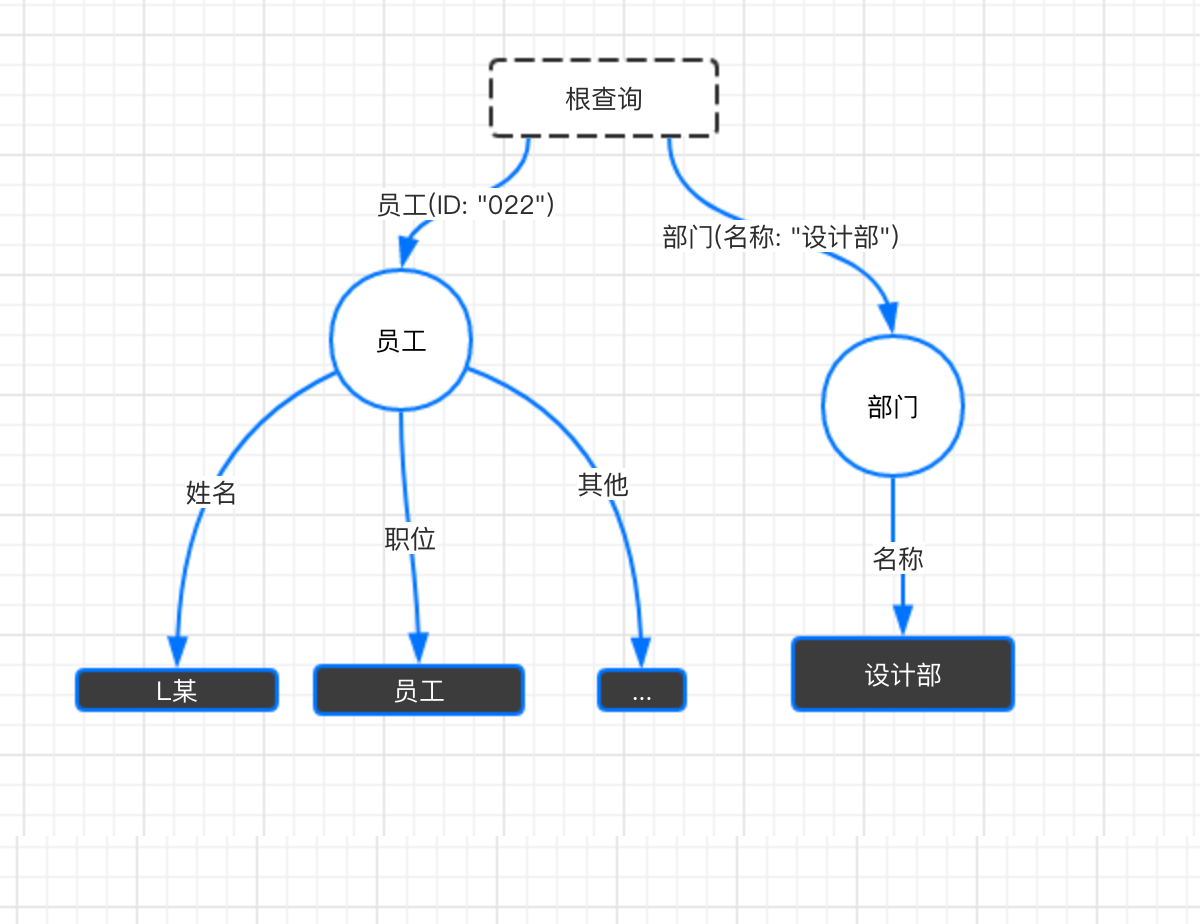 根查询
员工(ID: "022")
部门(名称: "设计部")
员工
部门
姓名
其他
职位
名称
L某
员工
...
设计部